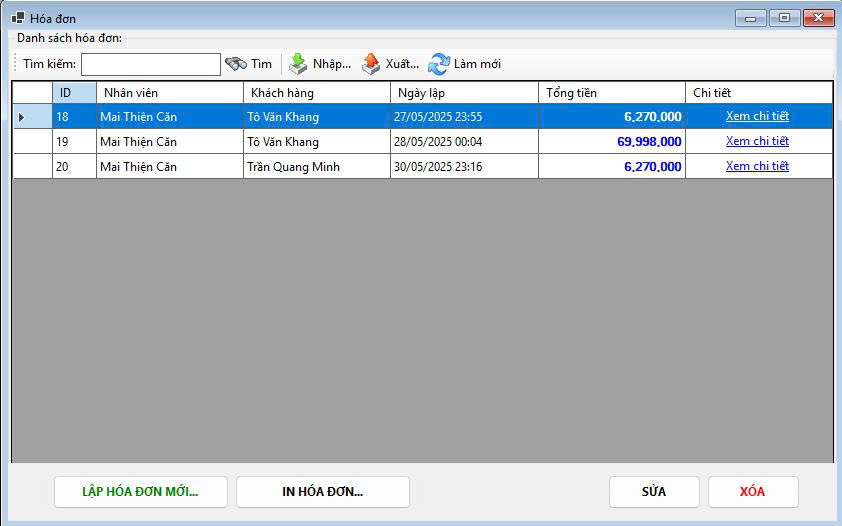 Hóa đơn
Danh sách hóa đơn:
Tìm kiếm: Tìm Nhập... Xuất... Làm mới
ID Nhân viên Khách hàng Ngày lập Tổng tiền Chi tiết
18 Mai Thiện Căn Tô Văn Khang 27/05/2025 23:55 6,270,000 Xem chi tiết
19 Mai Thiện Căn Tô Văn Khang 28/05/2025 00:04 69,998,000 Xem chi tiết
20 Mai Thiện Căn Trần Quang Minh 30/05/2025 23:16 6,270,000 Xem chi tiết
LẬP HÓA ĐƠN MỚI... IN HÓA ĐƠN... SỬA XÓA